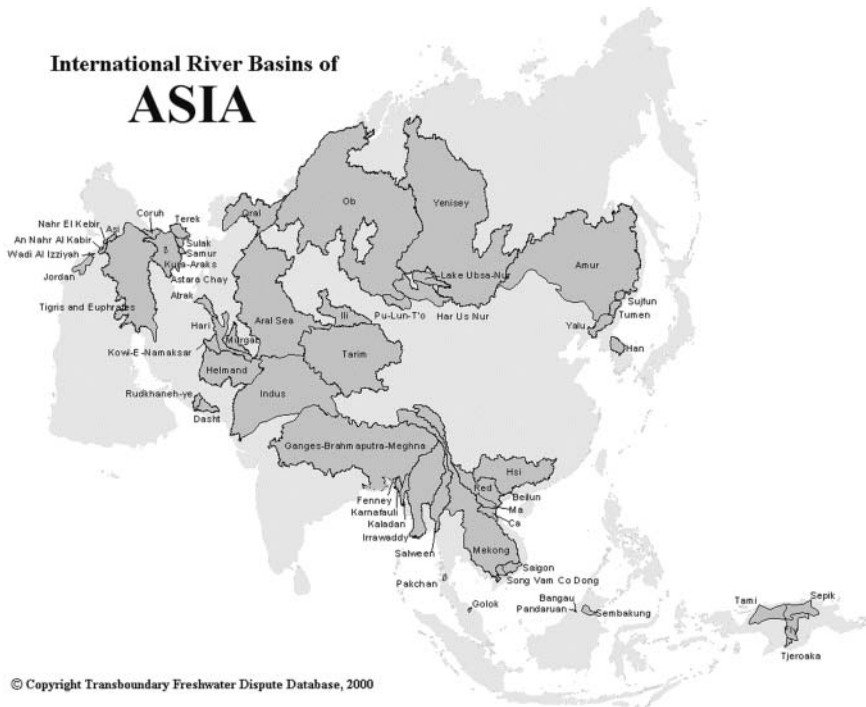 International River Basins of
ASIA
Ob
Yenisey
Oral
Coruh
Terek
Nahr El Kebir
Asi
An Nahr Al Kabir
Wadi Al Izziyah
Jordan
Sulak
Samur
Kura-Araks
Astara Chay
Atrak
Tigris and Euphrates
Hari
Murgab
Kowl-E-Namaksar
Aral Sea
Ili
Pu-Lun-T'o
Har Us Nur
Lake Ubsa-Nur
Amur
Sujfun
Tumen
Yalu
Han
Tarim
Helmand
Indus
Rudkhaneh-ye
Dasht
Ganges-Brahmaputra-Meghna
Hsi
Red
Beilun
Ma
Ca
Fenney
Karnafauli
Kaladan
Irrawaddy
Salween
Mekong
Saigon
Song Vam Co Dong
Pakchan
Golok
Bangau
Pandaruan
Sembakung
Tami
Sepik
Fly
Tjeroaka
© Copyright Transboundary Freshwater Dispute Database, 2000